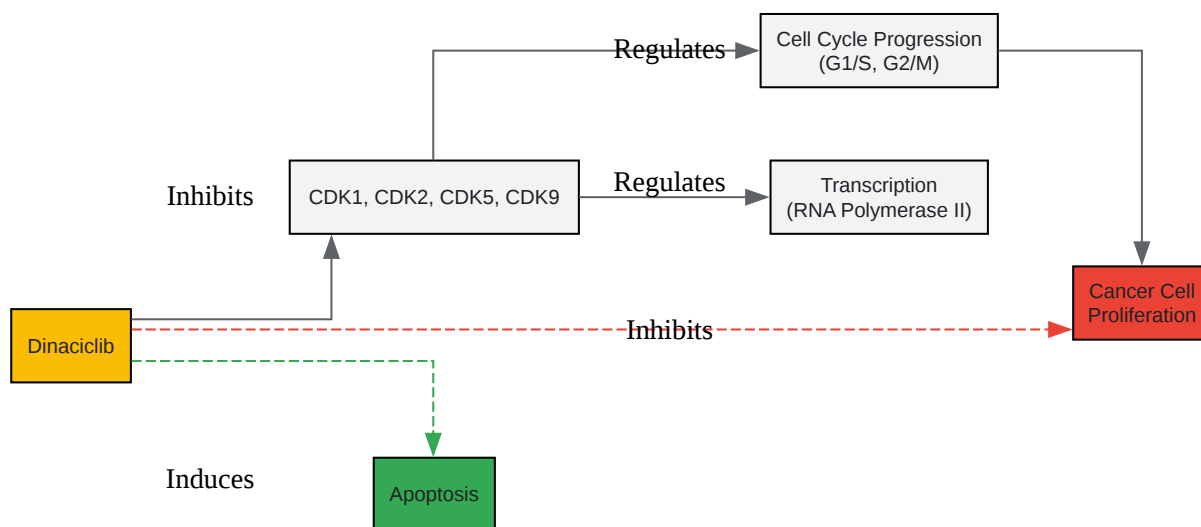 Regulates
Cell Cycle Progression
(G1/S, G2/M)
Inhibits
CDK1, CDK2, CDK5, CDK9
Regulates
Transcription
(RNA Polymerase II)
Cancer Cell
Proliferation
Dinaciclib
Inhibits
Induces
Apoptosis